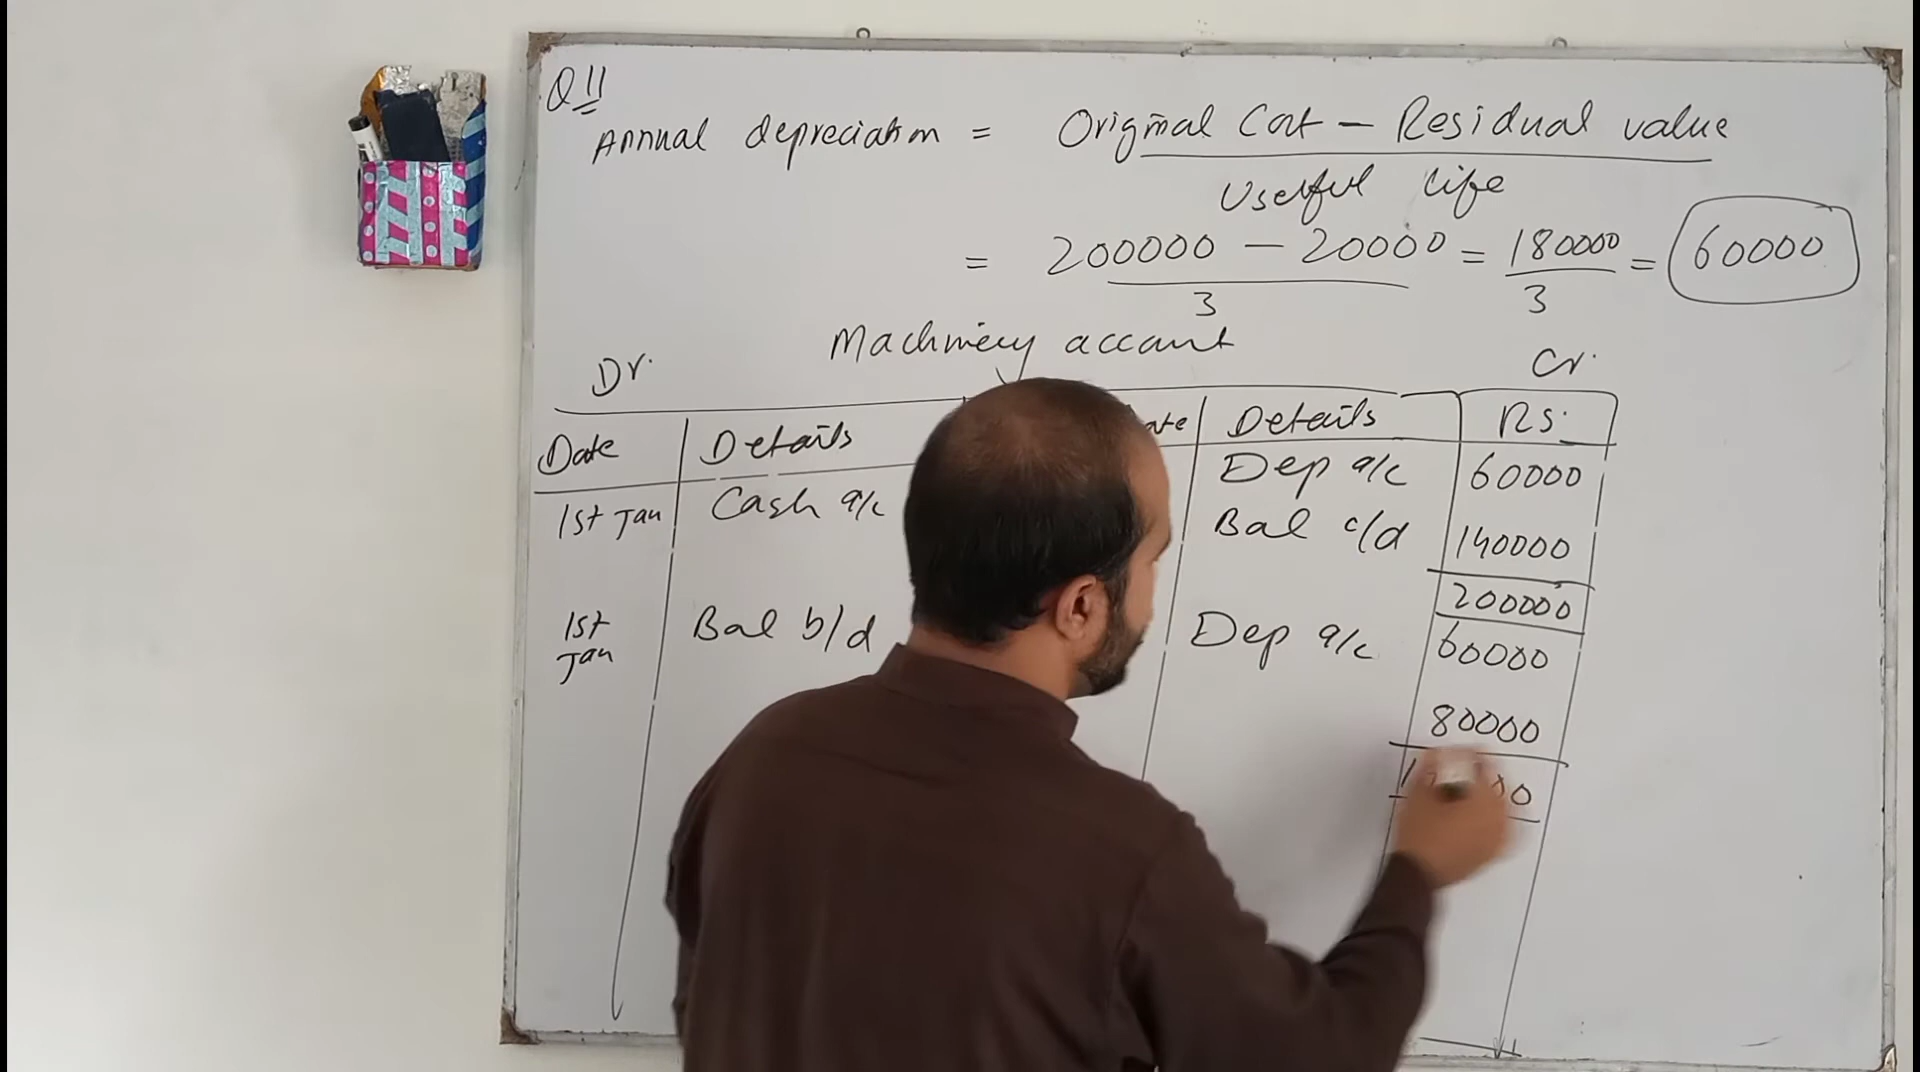 Q 11
Annual depreciation = Original Cost - Residual value
Useful life
= 200000 - 20000 = 180000 = 60000
3 3
Machinery account
Dr. Cr.
Date Details Details RS.
1st Jan Cash a/c Dep a/c 60000
Bal c/d 140000
200000
1st Jan Bal b/d Dep a/c 60000
80000